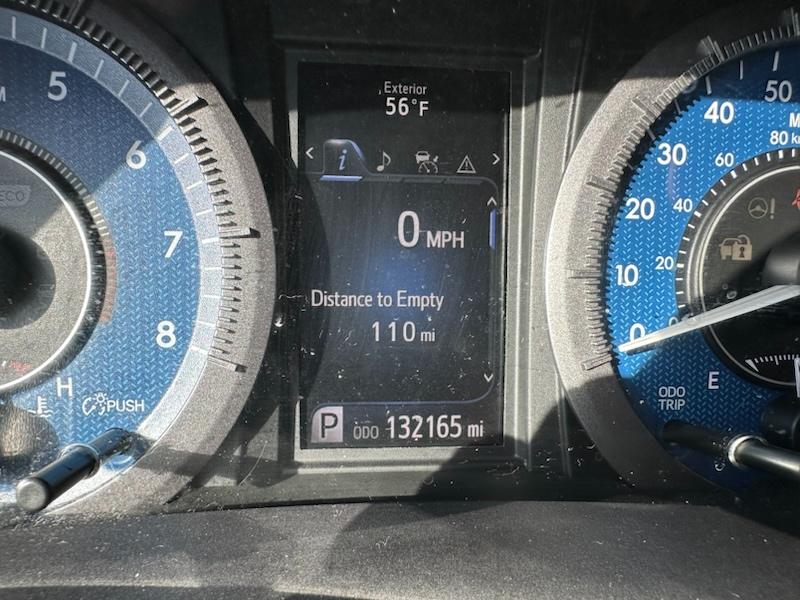 Exterior
56°F
< i >
0 MPH
Distance to Empty
110 mi
P ODO 132165 mi
5
6
7
8
H
PUSH
ECO
50
40
30
20
10
0
80
60
40
20
ODO
TRIP
E